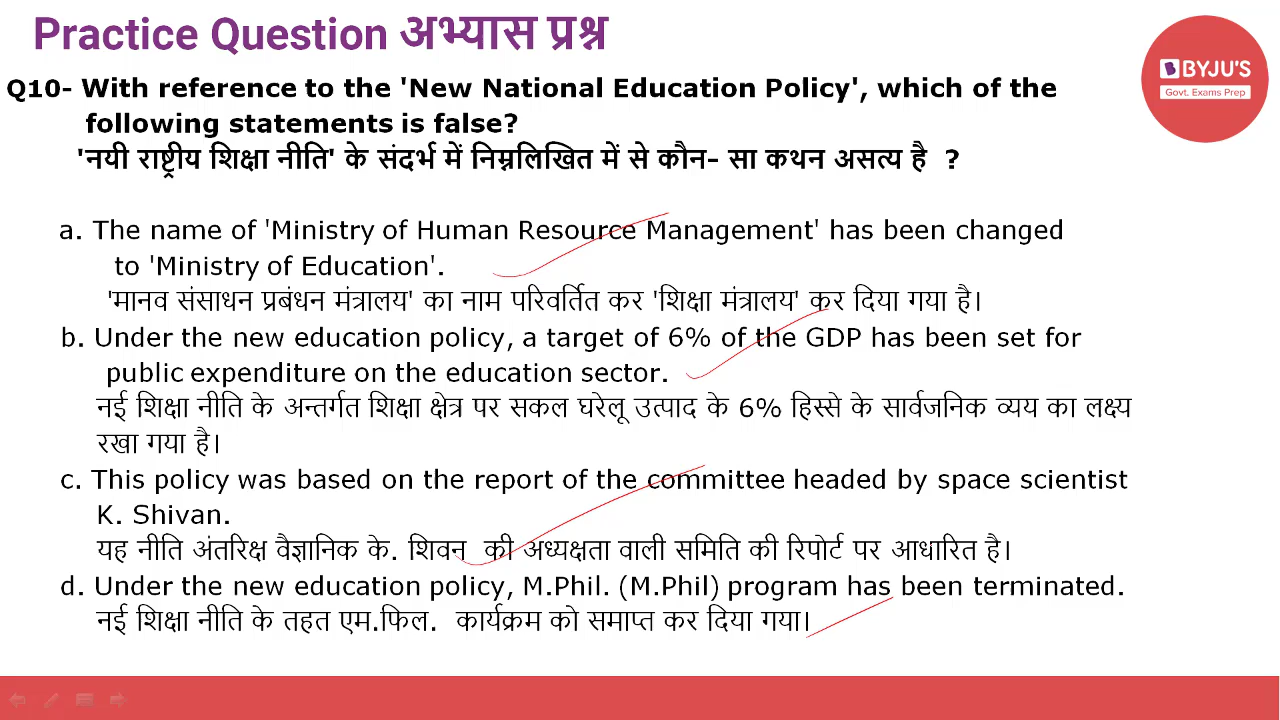 Practice Question अभ्यास प्रश्न
BYJU'S
Govt. Exams Prep
Q10- With reference to the 'New National Education Policy', which of the
following statements is false?
'नयी राष्ट्रीय शिक्षा नीति' के संदर्भ में निम्नलिखित में से कौन- सा कथन असत्य है ?
a. The name of 'Ministry of Human Resource Management' has been changed
to 'Ministry of Education'.
'मानव संसाधन प्रबंधन मंत्रालय' का नाम परिवर्तित कर 'शिक्षा मंत्रालय' कर दिया गया है।
b. Under the new education policy, a target of 6% of the GDP has been set for
public expenditure on the education sector.
नई शिक्षा नीति के अन्तर्गत शिक्षा क्षेत्र पर सकल घरेलू उत्पाद के 6% हिस्से के सार्वजनिक व्यय का लक्ष्य
रखा गया है।
c. This policy was based on the report of the committee headed by space scientist
K. Shivan.
यह नीति अंतरिक्ष वैज्ञानिक के. शिवन की अध्यक्षता वाली समिति की रिपोर्ट पर आधारित है।
d. Under the new education policy, M.Phil. (M.Phil) program has been terminated.
नई शिक्षा नीति के तहत एम.फिल. कार्यक्रम को समाप्त कर दिया गया।